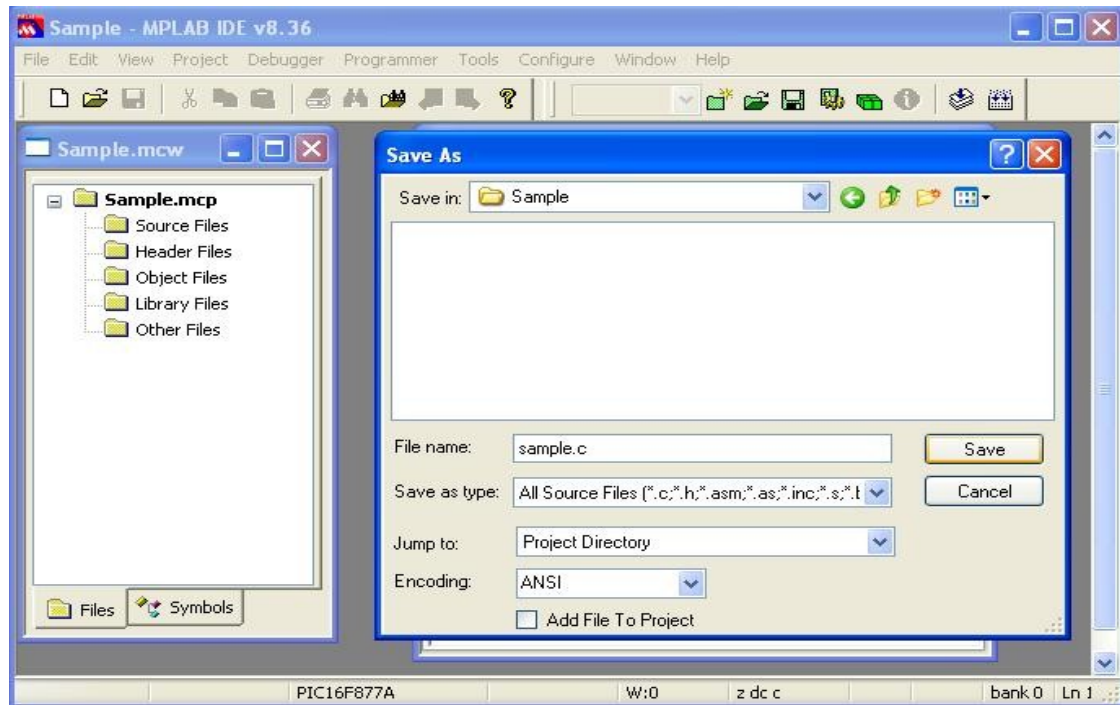 Sample - MPLAB IDE v8.36
File Edit View Project Debugger Programmer Tools Configure Window Help
Sample.mcw
Sample.mcp
Source Files
Header Files
Object Files
Library Files
Other Files
Files Symbols
Save As
Save in: Sample
File name: sample.c
Save
Save as type: All Source Files (*.c;*.h;*.asm;*.as;*.inc;*.s;*.t
Cancel
Jump to: Project Directory
Encoding: ANSI
Add File To Project
PIC16F877A W:0 z dc c bank 0 Ln 1